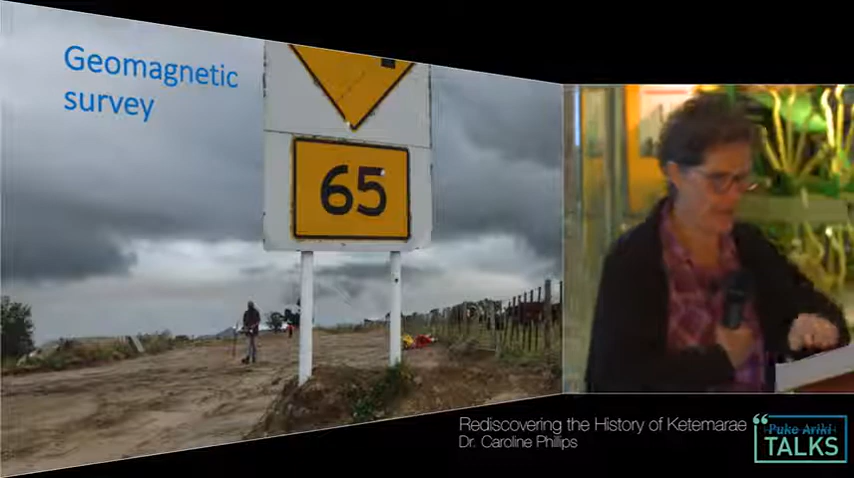 Geomagnetic
survey
65
Rediscovering the History of Ketemarae
Dr. Caroline Phillips
Puke Ariki
TALKS